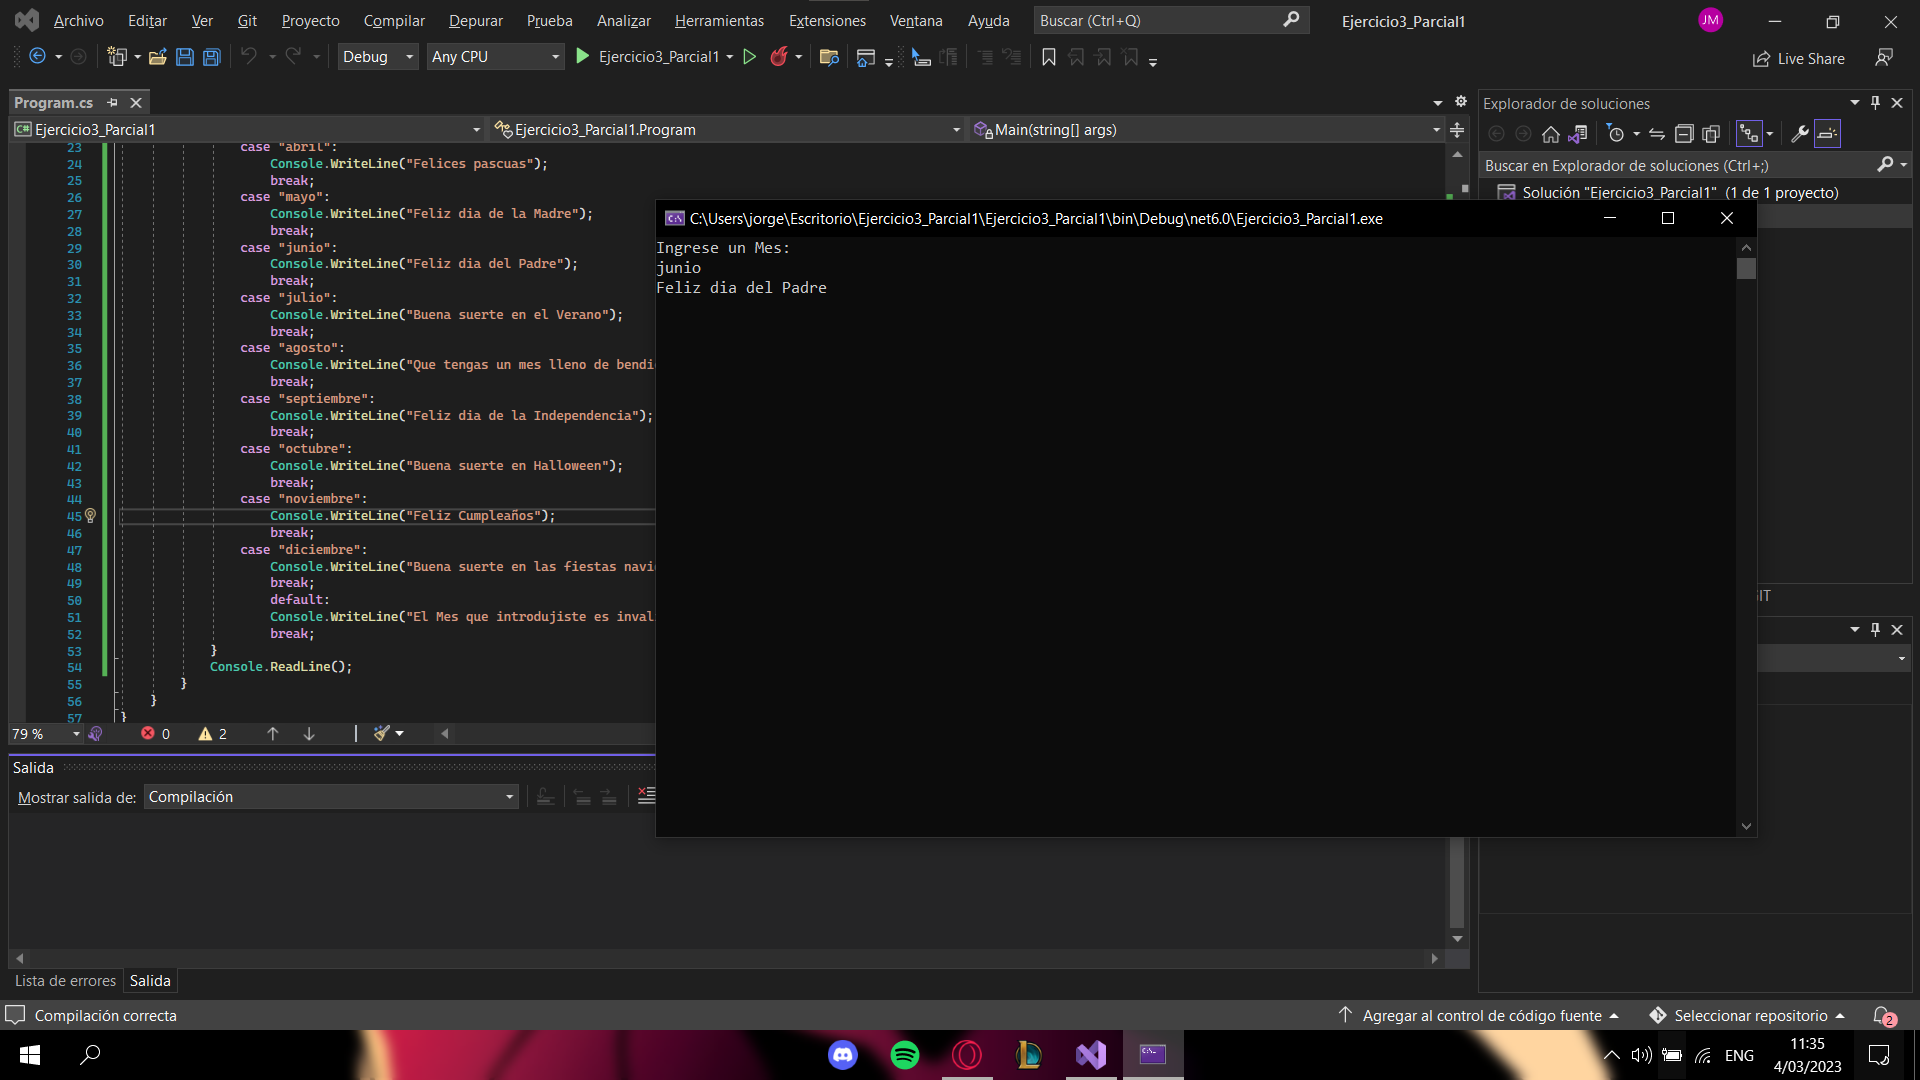 Archivo Editar Ver Git Proyecto Compilar Depurar Prueba Analizar Herramientas Extensiones Ventana Ayuda Buscar (Ctrl+Q) Ejercicio3_Parcial1 JM
Debug Any CPU Ejercicio3_Parcial1 Live Share
Program.cs
Ejercicio3_Parcial1 Ejercicio3_Parcial1.Program Main(string[] args)
23 case "abril":
24 Console.WriteLine("Felices pascuas");
25 break;
26 case "mayo":
27 Console.WriteLine("Feliz dia de la Madre");
28 break;
29 case "junio":
30 Console.WriteLine("Feliz dia del Padre");
31 break;
32 case "julio":
33 Console.WriteLine("Buena suerte en el Verano");
34 break;
35 case "agosto":
36 Console.WriteLine("Que tengas un mes lleno de bendi
37 break;
38 case "septiembre":
39 Console.WriteLine("Feliz dia de la Independencia");
40 break;
41 case "octubre":
42 Console.WriteLine("Buena suerte en Halloween");
43 break;
44 case "noviembre":
45 Console.WriteLine("Feliz Cumpleaños");
46 break;
47 case "diciembre":
48 Console.WriteLine("Buena suerte en las fiestas navi
49 break;
50 default:
51 Console.WriteLine("El Mes que introdujiste es inval
52 break;
53 }
54 Console.ReadLine();
55 }
56 }
57 }
79 % 0 2
C:\Users\jorge\Escritorio\Ejercicio3_Parcial1\Ejercicio3_Parcial1\bin\Debug\net6.0\Ejercicio3_Parcial1.exe
Ingrese un Mes:
junio
Feliz dia del Padre
Explorador de soluciones
Buscar en Explorador de soluciones (Ctrl+;)
Solución "Ejercicio3_Parcial1" (1 de 1 proyecto)
Salida
Mostrar salida de: Compilación
Lista de errores Salida
Compilación correcta Agregar al control de código fuente Seleccionar repositorio 2
ENG 11:35
4/03/2023